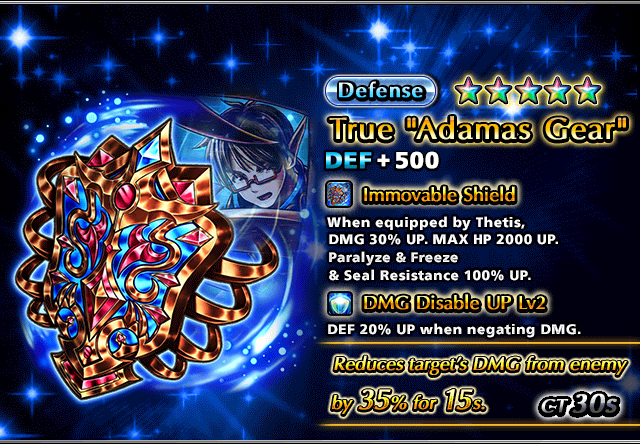 Defense
True "Adamas Gear"
DEF+500
Immovable Shield
When equipped by Thetis,
DMG 30% UP. MAX HP 2000 UP.
Paralyze & Freeze
& Seal Resistance 100% UP.
DMG Disable UP Lv2
DEF 20% UP when negating DMG.
Reduces target's DMG from enemy
by 35% for 15s.
CT 30s